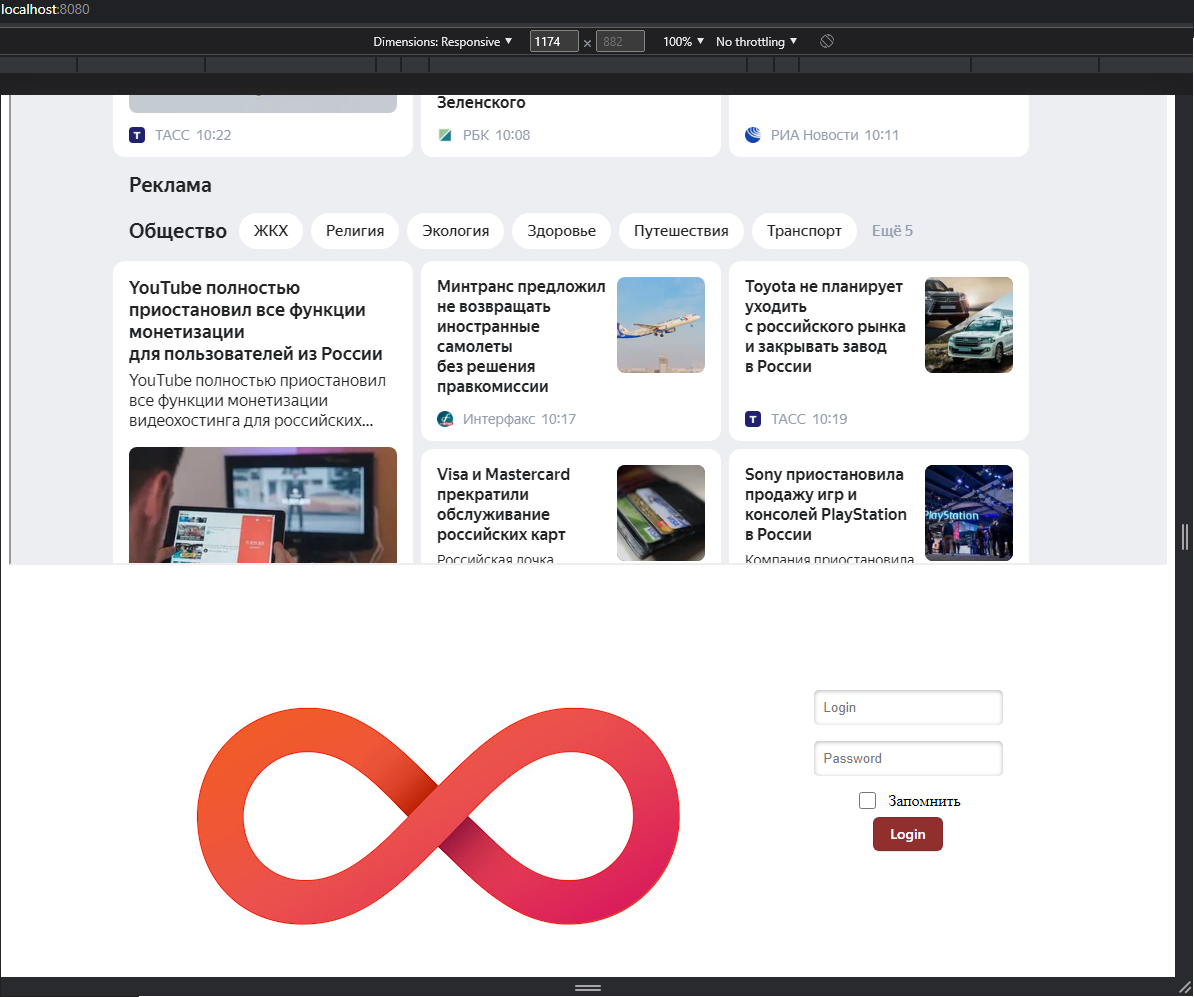 localhost:8080
Dimensions: Responsive ▼ 1174 × 882 100% ▼ No throttling ▼
Зеленского
ТАСС 10:22
РБК 10:08
РИА Новости 10:11
Реклама
Общество ЖКХ Религия Экология Здоровье Путешествия Транспорт Ещё 5
YouTube полностью
приостановил все функции
монетизации
для пользователей из России
YouTube полностью приостановил
все функции монетизации
видеохостинга для российских...
Минтранс предложил
не возвращать
иностранные
самолеты
без решения
правкомиссии
Интерфакс 10:17
Toyota не планирует
уходить
с российского рынка
и закрывать завод
в России
ТАСС 10:19
Visa и Mastercard
прекратили
обслуживание
российских карт
Российская дочка
Sony приостановила
продажу игр и
консолей PlayStation
в России
Компания приостановила
PlayStation
Login
Password
Запомнить
Login